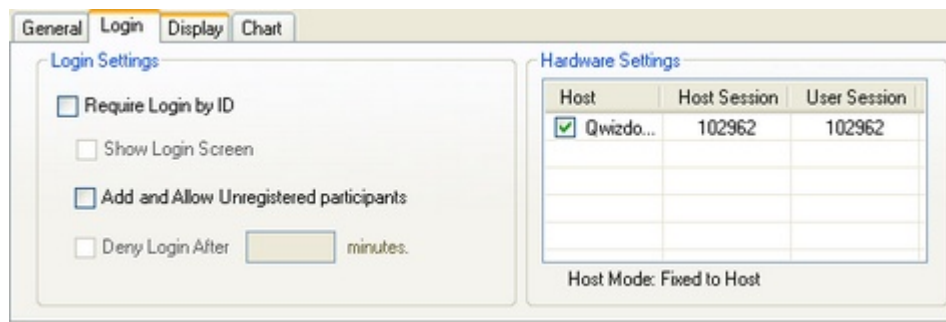 General Login Display Chart
Login Settings
Require Login by ID
Show Login Screen
Add and Allow Unregistered participants
Deny Login After minutes.
Hardware Settings
Host Host Session User Session
Qwizdo... 102962 102962
Host Mode: Fixed to Host